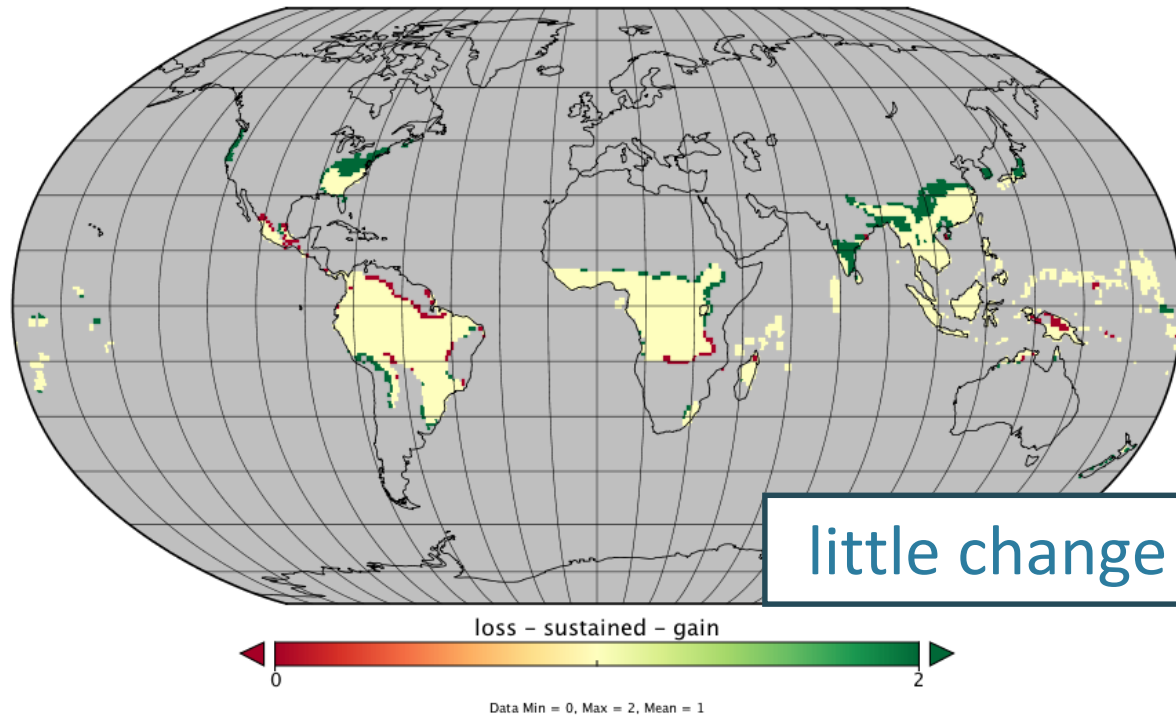 little change
loss – sustained – gain
0
2
Data Min = 0, Max = 2, Mean = 1